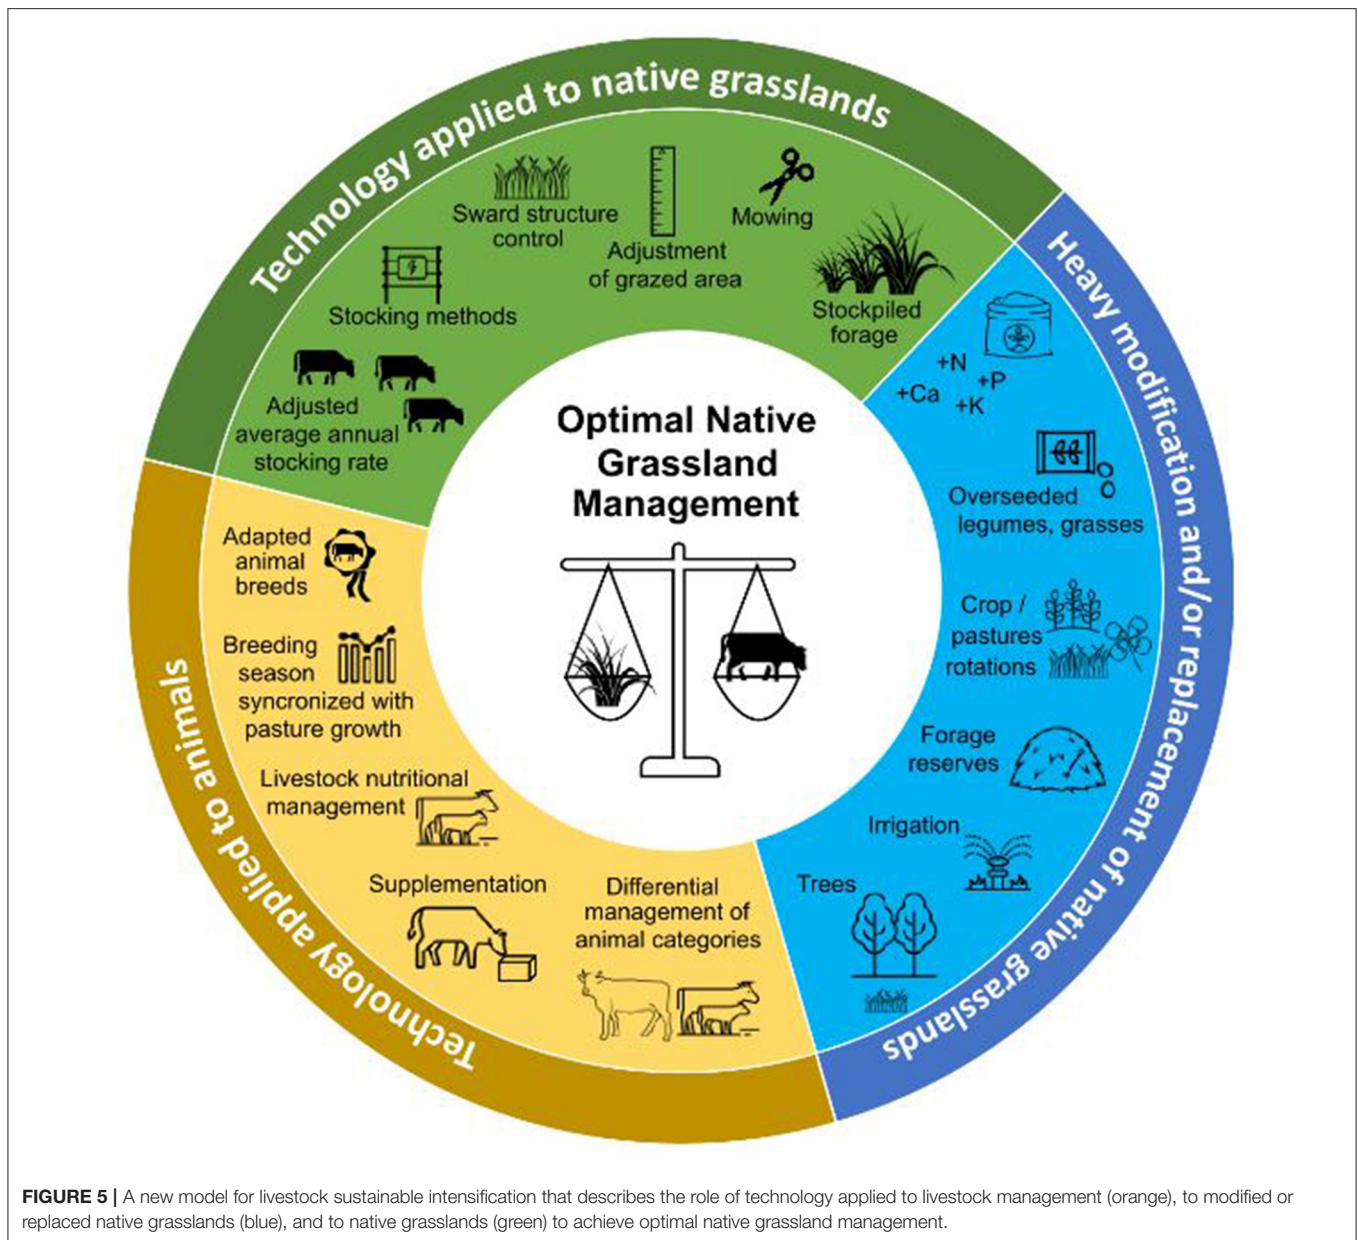 Technology applied to native grasslands
Sward structure
control
Adjustment
of grazed area
Mowing
Stockpiled
forage
Stocking methods
Adjusted
average annual
stocking rate
Heavy modification and/or replacement of native grasslands
+N
+P
+Ca
+K
Overseeded
legumes, grasses
Crop /
pastures
rotations
Forage
reserves
Irrigation
Trees
Technology applied to animals
Adapted
animal
breeds
Breeding
season
syncronized with
pasture growth
Livestock nutritional
management
Supplementation
Differential
management of
animal categories
Optimal Native
Grassland
Management
FIGURE 5 | A new model for livestock sustainable intensification that describes the role of technology applied to livestock management (orange), to modified or
replaced native grasslands (blue), and to native grasslands (green) to achieve optimal native grassland management.